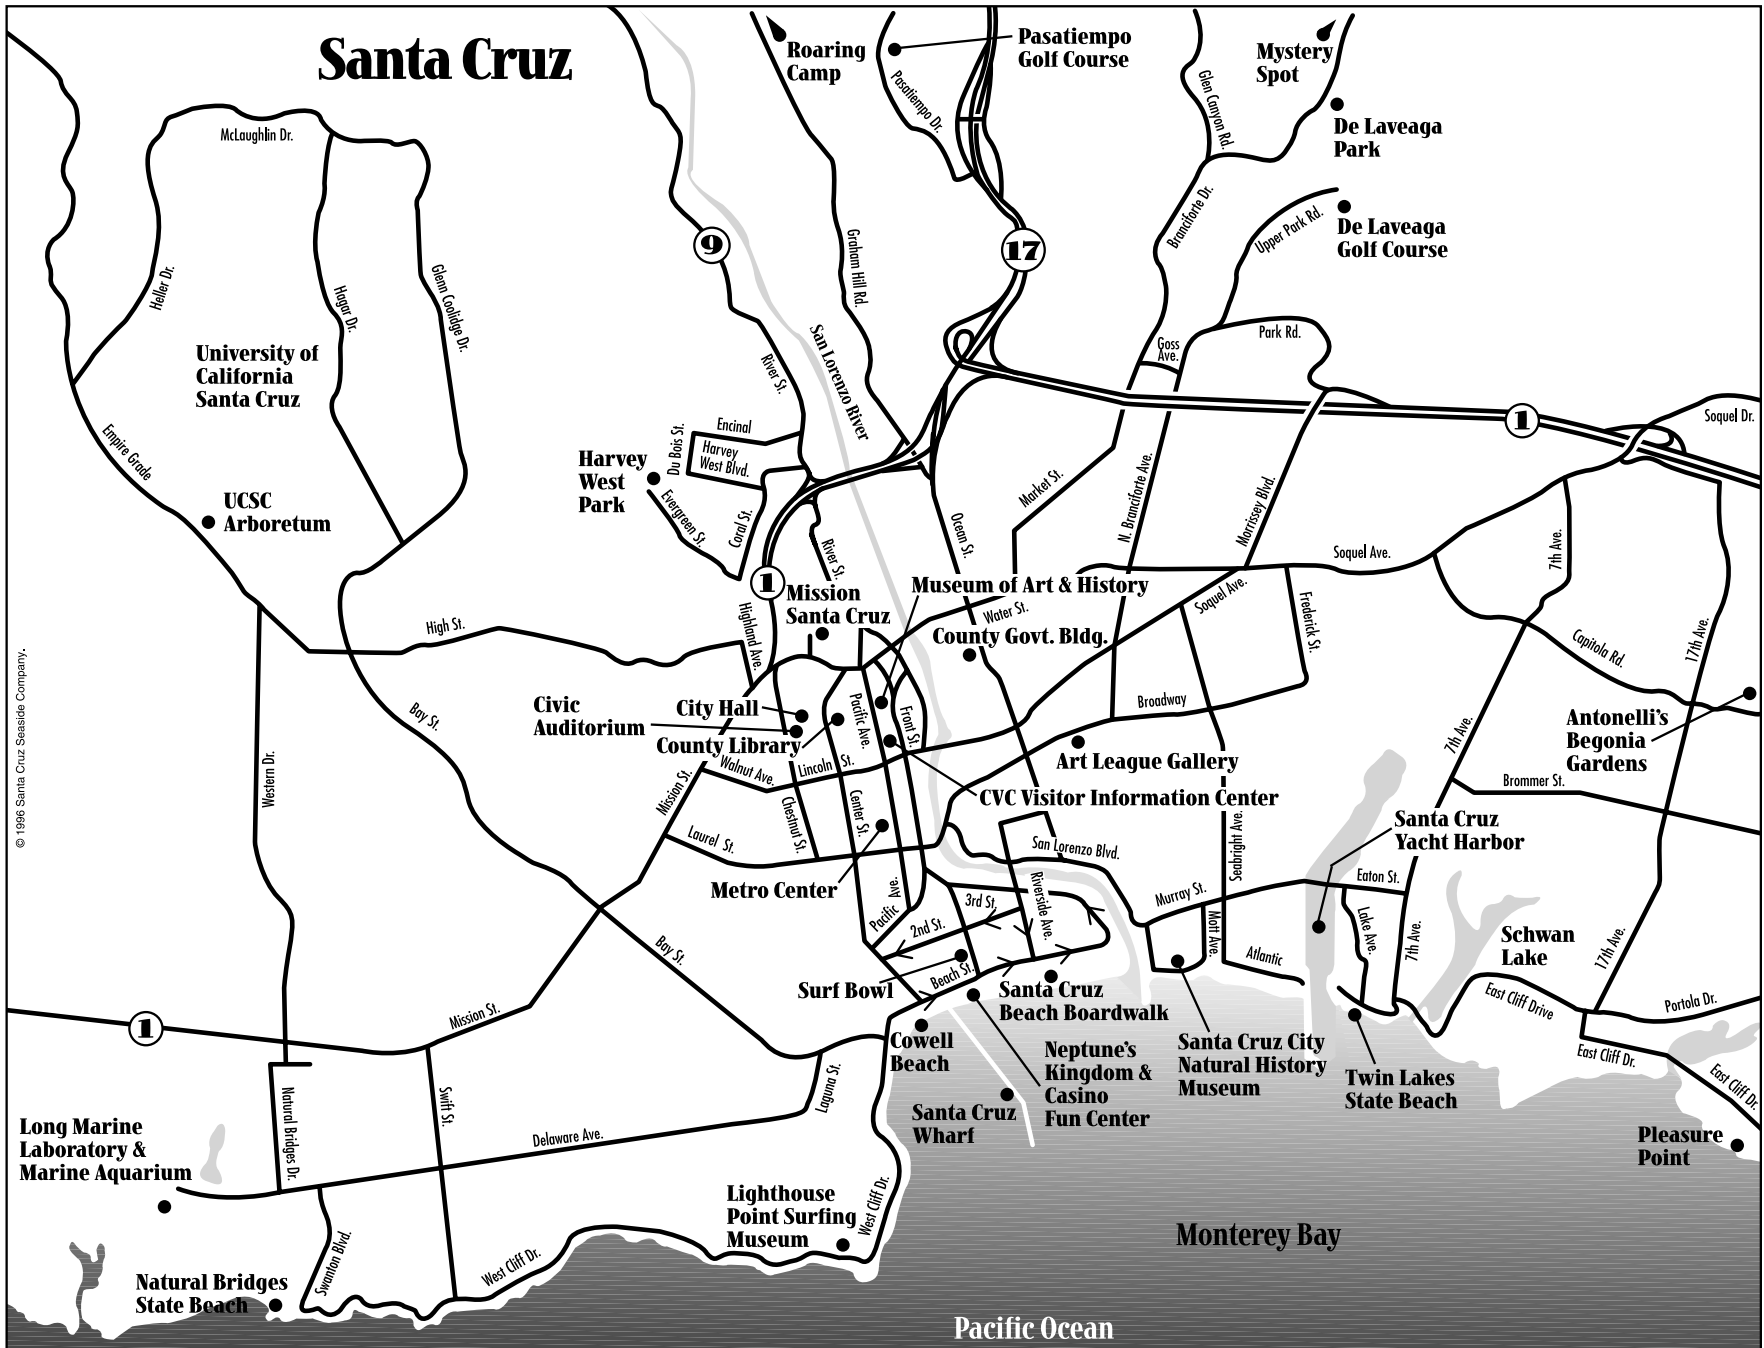 Santa Cruz
Roaring
Camp
Pasatiempo
Golf Course
Mystery
Spot
Pasatiempo Dr.
Glen Canyon Rd.
De Laveaga
Park
McLaughlin Dr.
De Laveaga
Golf Course
Branciforte Dr.
Upper Park Rd.
9
17
Graham Hill Rd.
Heller Dr.
Hagar Dr.
Glenn Coolidge Dr.
University of
California
Santa Cruz
River St.
San Lorenzo River
Goss
Ave.
Park Rd.
1
Soquel Dr.
Empire Grade
Encinal
Du Bois St.
Harvey
West Blvd.
Harvey
West
Park
Evergreen St.
Coral St.
UCSC
Arboretum
Market St.
N. Branciforte Ave.
Morrissey Blvd.
Ocean St.
River St.
Soquel Ave.
7th Ave.
1
Mission
Santa Cruz
Museum of Art & History
Water St.
Soquel Ave.
Frederick St.
County Govt. Bldg.
High St.
Highland Ave.
Capitola Rd.
17th Ave.
© 1996 Santa Cruz Seaside Company.
Bay St.
Civic
Auditorium
City Hall
County Library
Pacific Ave.
Front St.
Broadway
Antonelli's
Begonia
Gardens
7th Ave.
Art League Gallery
Walnut Ave.
Lincoln St.
Western Dr.
Mission St.
Chestnut St.
Center St.
CVC Visitor Information Center
Brommer St.
Santa Cruz
Yacht Harbor
Laurel St.
San Lorenzo Blvd.
Seabright Ave.
Metro Center
Pacific
Ave.
3rd St.
2nd St.
Riverside Ave.
Murray St.
Eaton St.
Mott Ave.
Lake Ave.
7th Ave.
Atlantic
Schwan
Lake
17th Ave.
Bay St.
Surf Bowl
Beach St.
Santa Cruz
Beach Boardwalk
East Cliff Drive
Portola Dr.
1
Mission St.
Cowell
Beach
Neptune's
Kingdom &
Casino
Fun Center
Santa Cruz City
Natural History
Museum
Twin Lakes
State Beach
East Cliff Dr.
East Cliff Dr.
Natural Bridges Dr.
Swift St.
Laguna St.
Santa Cruz
Wharf
Long Marine
Laboratory &
Marine Aquarium
Delaware Ave.
Pleasure
Point
Lighthouse
Point Surfing
Museum
West Cliff Dr.
Monterey Bay
Natural Bridges
State Beach
Swanton Blvd.
West Cliff Dr.
Pacific Ocean